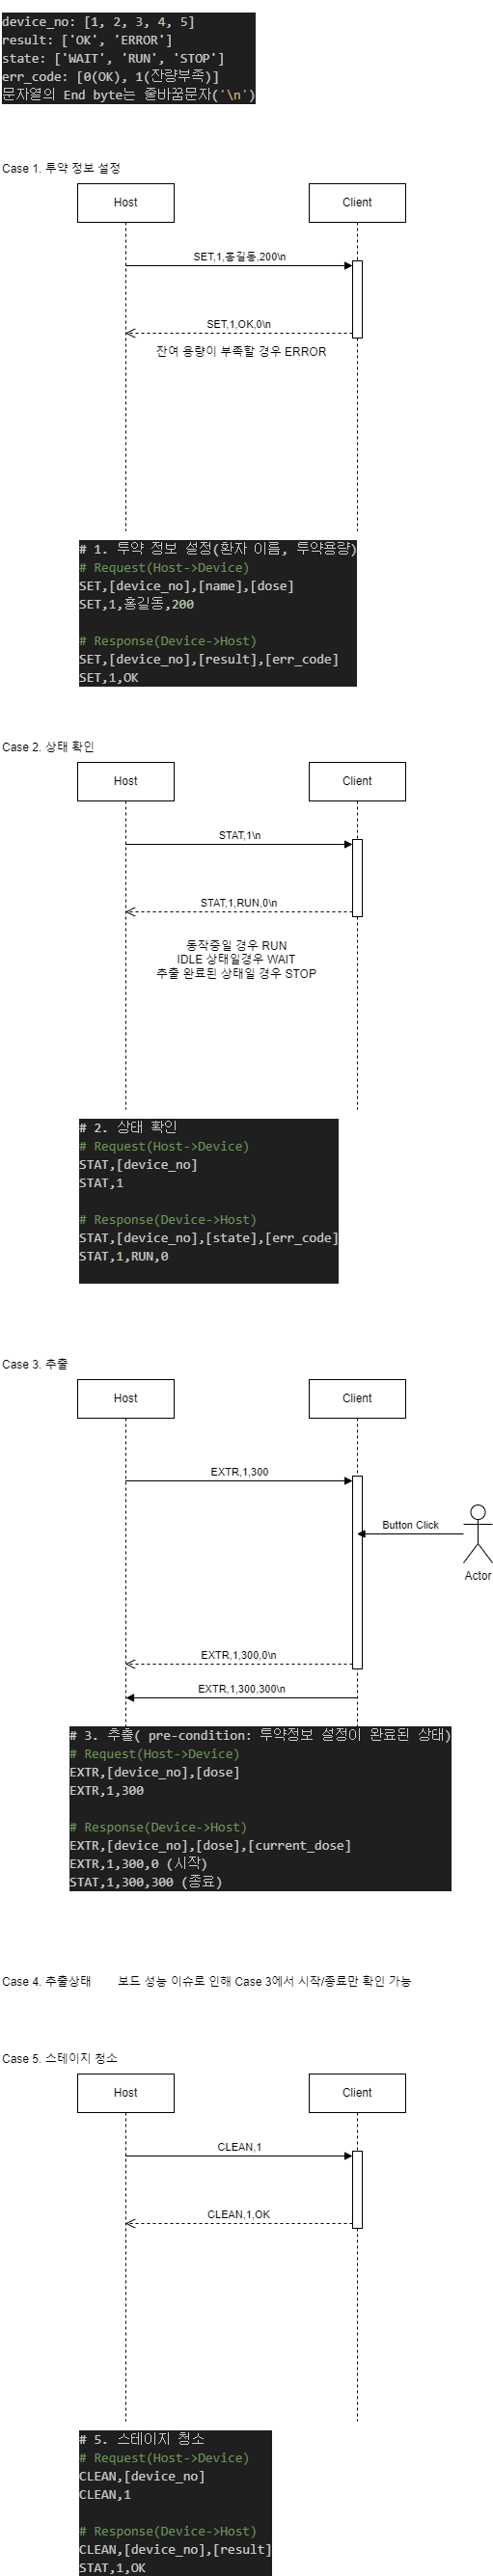 device_no: [1, 2, 3, 4, 5]
result: ['OK', 'ERROR']
state: ['WAIT', 'RUN', 'STOP']
err_code: [0(OK), 1(잔량부족)]
문자열의 End byte는 줄바꿈문자('\n')
Case 1. 투약 정보 설정
Host
Client
SET,1,홍길동,200\n
SET,1,OK,0\n
잔여 용량이 부족할 경우 ERROR
# 1. 투약 정보 설정(환자 이름, 투약용량)
# Request(Host->Device)
SET,[device_no],[name],[dose]
SET,1,홍길동,200
# Response(Device->Host)
SET,[device_no],[result],[err_code]
SET,1,OK
Case 2. 상태 확인
Host
Client
STAT,1\n
STAT,1,RUN,0\n
동작중일 경우 RUN
IDLE 상태일경우 WAIT
추출 완료된 상태일 경우 STOP
# 2. 상태 확인
# Request(Host->Device)
STAT,[device_no]
STAT,1
# Response(Device->Host)
STAT,[device_no],[state],[err_code]
STAT,1,RUN,0
Case 3. 추출
Host
Client
EXTR,1,300
Button Click
Actor
EXTR,1,300,0\n
EXTR,1,300,300\n
# 3. 추출( pre-condition: 투약정보 설정이 완료된 상태)
# Request(Host->Device)
EXTR,[device_no],[dose]
EXTR,1,300
# Response(Device->Host)
EXTR,[device_no],[dose],[current_dose]
EXTR,1,300,0 (시작)
STAT,1,300,300 (종료)
Case 4. 추출상태 보드 성능 이슈로 인해 Case 3에서 시작/종료만 확인 가능
Case 5. 스테이지 청소
Host
Client
CLEAN,1
CLEAN,1,OK
# 5. 스테이지 청소
# Request(Host->Device)
CLEAN,[device_no]
CLEAN,1
# Response(Device->Host)
CLEAN,[device_no],[result]
STAT,1,OK